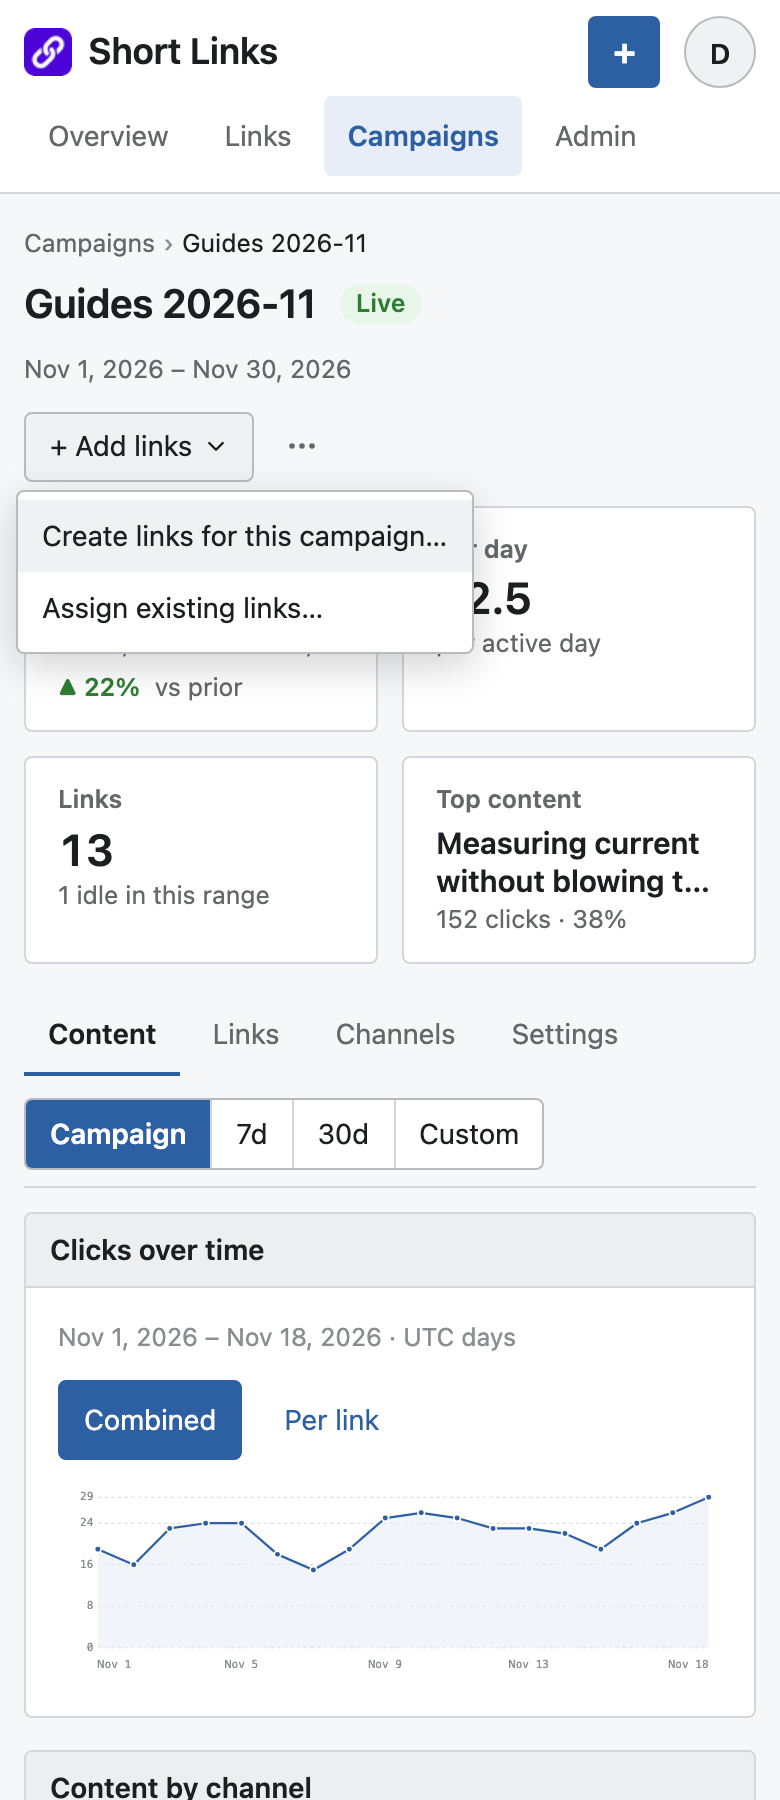 Short Links
+
D
Overview
Links
Campaigns
Admin
Campaigns › Guides 2026-11
Guides 2026-11
Live
Nov 1, 2026 – Nov 30, 2026
+ Add links
...
Create links for this campaign...
Assign existing links...
day
2.5
active day
▲ 22% vs prior
Links
13
1 idle in this range
Top content
Measuring current
without blowing t...
152 clicks · 38%
Content
Links
Channels
Settings
Campaign
7d
30d
Custom
Clicks over time
Nov 1, 2026 – Nov 18, 2026 · UTC days
Combined
Per link
29
24
16
8
0
Nov 1
Nov 5
Nov 9
Nov 13
Nov 18
Content by channel